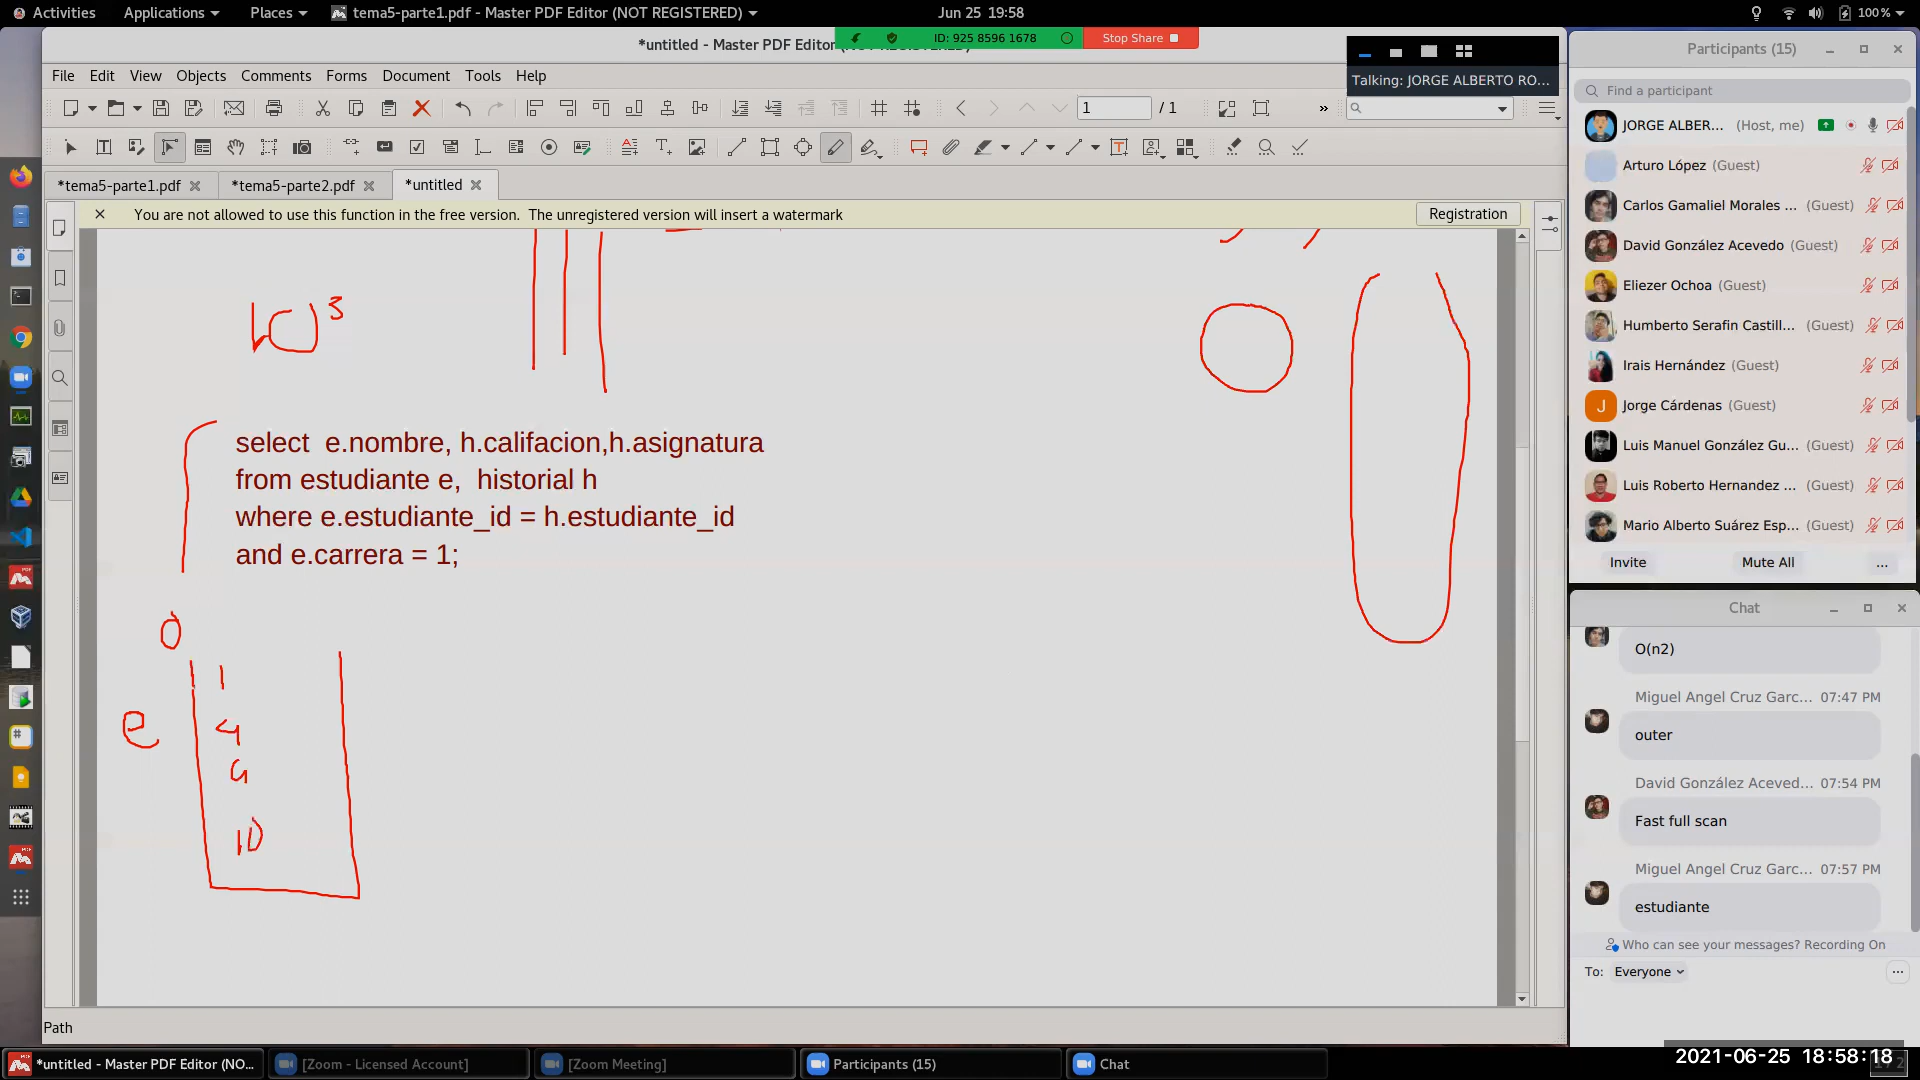 Activities
Applications
Places
tema5-parte1.pdf - Master PDF Editor (NOT REGISTERED)
Jun 25 19:58
100%
*untitled - Master PDF Editor
ID: 925 8596 1678
Stop Share
Talking: JORGE ALBERTO RO...
File Edit View Objects Comments Forms Document Tools Help
1 / 1
*tema5-parte1.pdf
*tema5-parte2.pdf
*untitled
You are not allowed to use this function in the free version. The unregistered version will insert a watermark
Registration
10 3
select e.nombre, h.califacion,h.asignatura
from estudiante e, historial h
where e.estudiante_id = h.estudiante_id
and e.carrera = 1;
0
1
e 4
10
Path
Participants (15)
Find a participant
JORGE ALBER... (Host, me)
Arturo López (Guest)
Carlos Gamaliel Morales ... (Guest)
David González Acevedo (Guest)
Eliezer Ochoa (Guest)
Humberto Serafin Castill... (Guest)
Irais Hernández (Guest)
J Jorge Cárdenas (Guest)
Luis Manuel González Gu... (Guest)
Luis Roberto Hernandez ... (Guest)
Mario Alberto Suárez Esp... (Guest)
Invite Mute All ...
Chat
O(n2)
Miguel Angel Cruz Garc... 07:47 PM
outer
David González Aceved... 07:54 PM
Fast full scan
Miguel Angel Cruz Garc... 07:57 PM
estudiante
Who can see your messages? Recording On
To: Everyone
*untitled - Master PDF Editor (NO...
[Zoom - Licensed Account]
[Zoom Meeting]
Participants (15)
Chat
2021-06-25 18:58:18